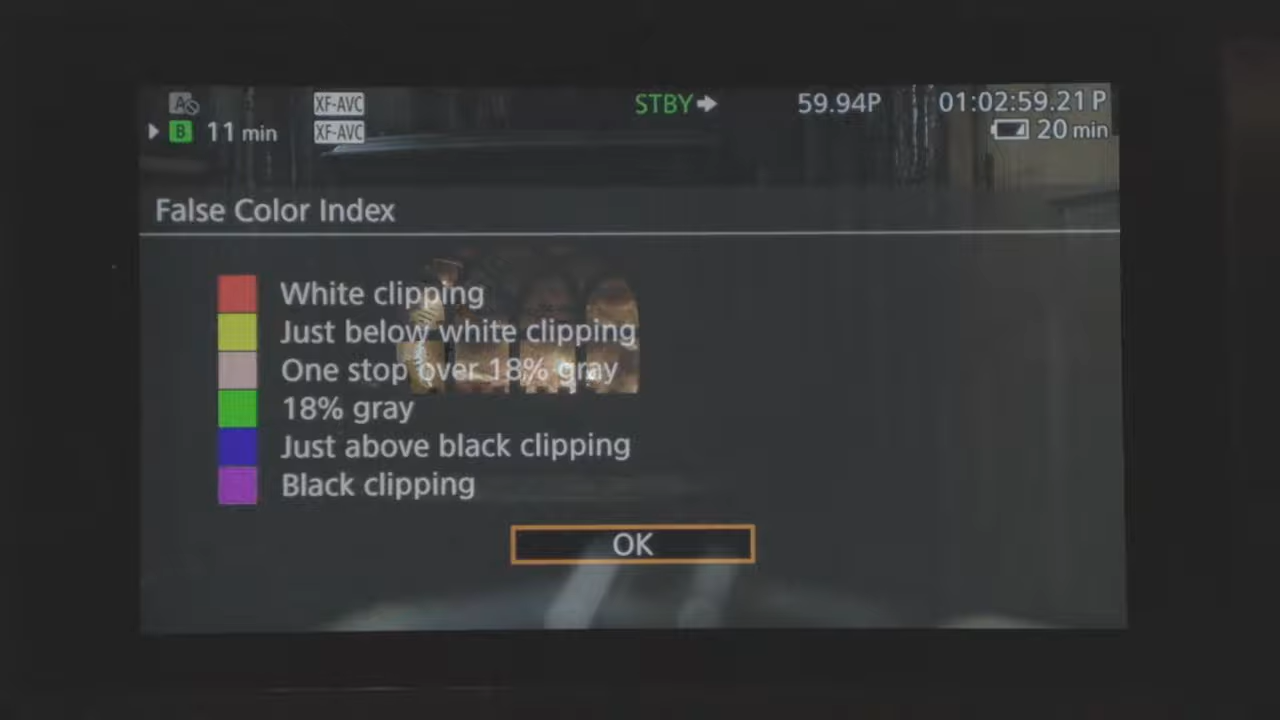 A XF-AVC STBY 59.94P 01:02:59.21 P
B 11 min XF-AVC 20 min
False Color Index
White clipping
Just below white clipping
One stop over 18% gray
18% gray
Just above black clipping
Black clipping
OK